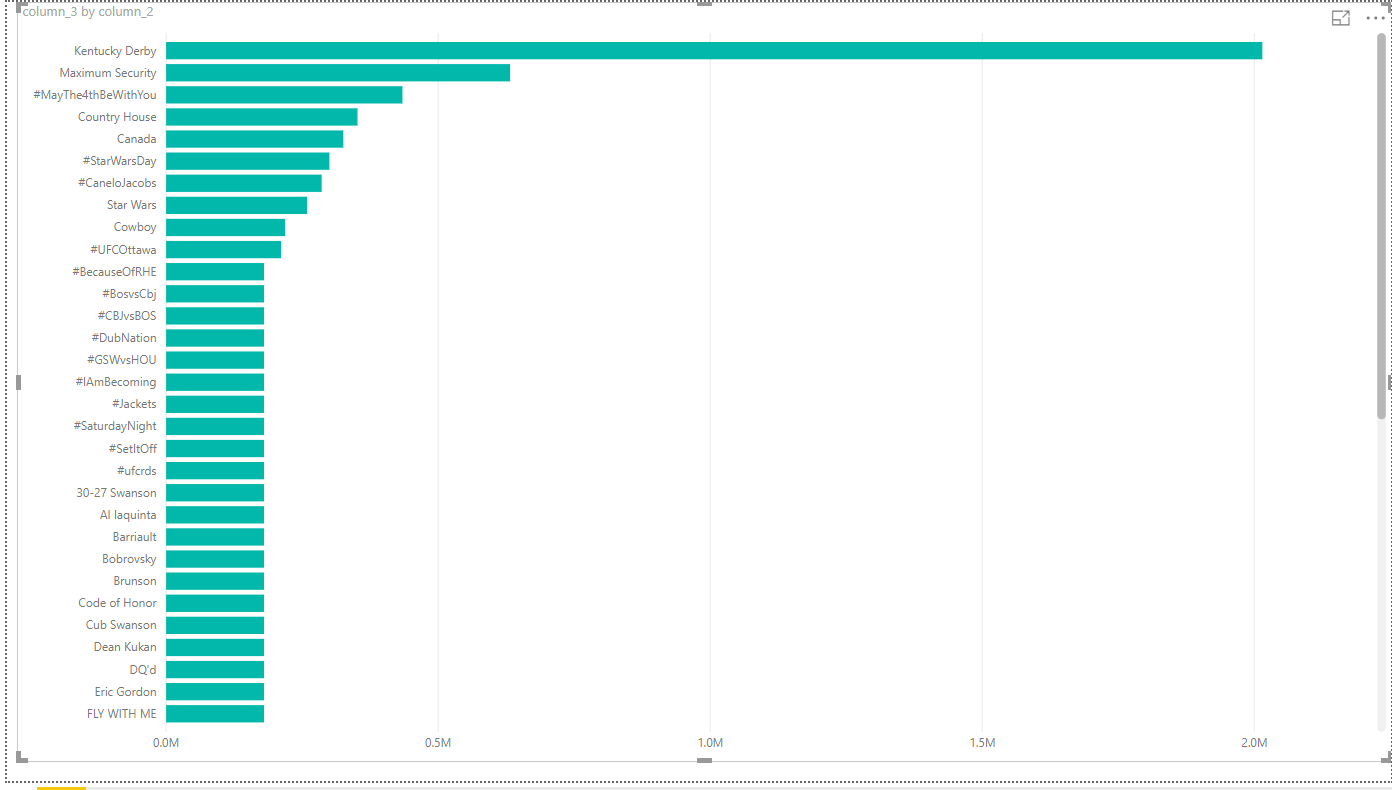 column_3 by column_2
Kentucky Derby
Maximum Security
#MayThe4thBeWithYou
Country House
Canada
#StarWarsDay
#CaneloJacobs
Star Wars
Cowboy
#UFCOttawa
#BecauseOfRHE
#BosvsCbj
#CBJvsBOS
#DubNation
#GSWvsHOU
#IAmBecoming
#Jackets
#SaturdayNight
#SetItOff
#ufcrds
30-27 Swanson
Al Iaquinta
Barriault
Bobrovsky
Brunson
Code of Honor
Cub Swanson
Dean Kukan
DQ'd
Eric Gordon
FLY WITH ME
0.0M 0.5M 1.0M 1.5M 2.0M